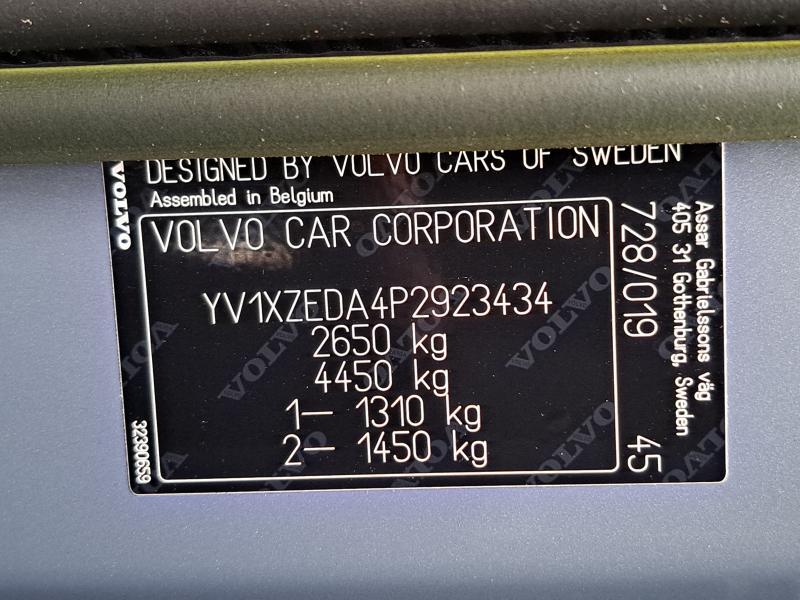 DESIGNED BY VOLVO CARS OF SWEDEN
Assembled in Belgium
VOLVO
VOLVO CAR CORPORATION
YV1XZEDA4P2923434
2650 kg
4450 kg
1– 1310 kg
2– 1450 kg
728/019
45
Assar Gabrielssons väg
405 31 Gothenburg, Sweden
32390659